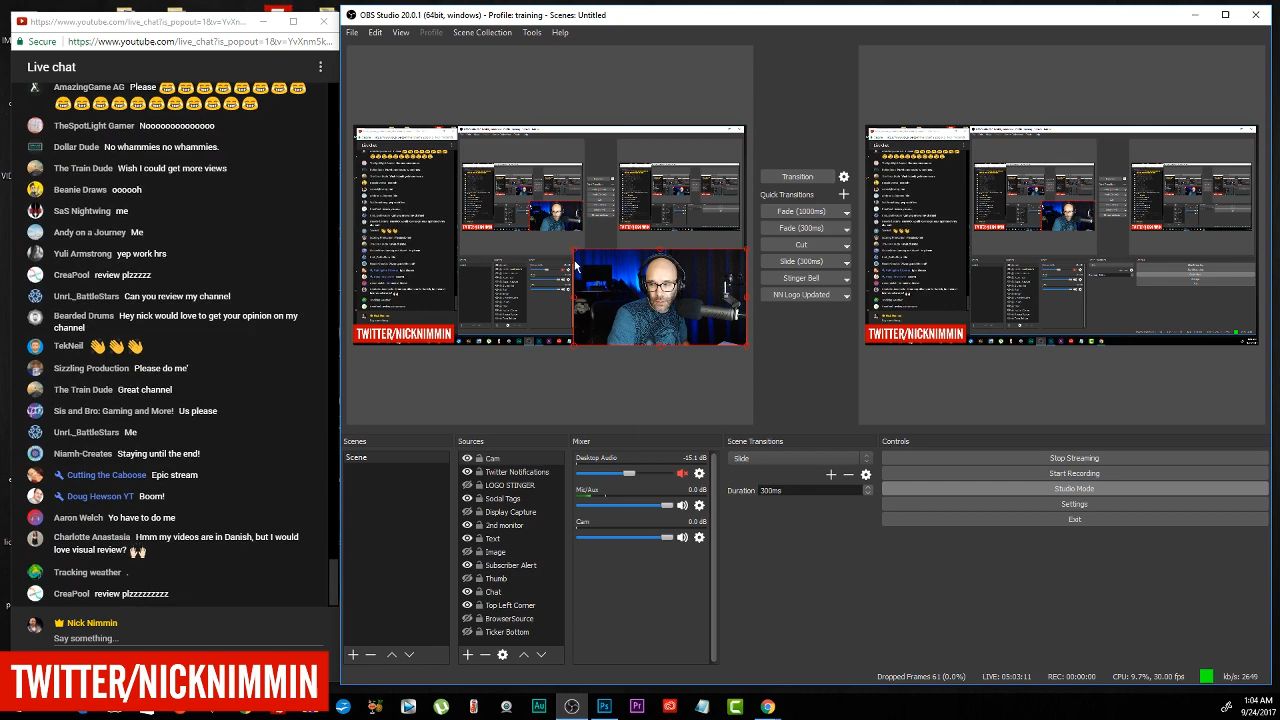 https://www.youtube.com/live_chat?is_popout=1&v=YvXn...
Secure
https://www.youtube.com/live_chat?is_popout=1&v=YvXnm5k...
Live chat
AmazingGame AG Please 😂😂😂😂😂😂😂😂
😂😂😂😂😂😂😂😂😂😂😂
TheSpotLight Gamer Nooooooooooooooo
Dollar Dude No whammies no whammies.
The Train Dude Wish I could get more views
Beanie Draws oooooh
SaS Nightwing me
Andy on a Journey Me
Yuli Armstrong yep work hrs
CreaPool review plzzzzz
UnrL_BattleStars Can you review my channel
Bearded Drums Hey nick would love to get your opinion on my
channel
TekNeil 👏👏👏
Sizzling Production Please do me'
The Train Dude Great channel
Sis and Bro: Gaming and More! Us please
UnrL_BattleStars Me
Niamh-Creates Staying until the end!
Cutting the Caboose Epic stream
Doug Hewson YT Boom!
Aaron Welch Yo have to do me
Charlotte Anastasia Hmm my videos are in Danish, but I would
love visual review? 🙌
Tracking weather .
CreaPool review plzzzzzzzzz
Nick Nimmin
Say something...
TWITTER/NICKNIMMIN
OBS Studio 20.0.1 (64bit, windows) - Profile: training - Scenes: Untitled
File Edit View Profile Scene Collection Tools Help
TWITTER/NICKNIMMIN
TWITTER/NICKNIMMIN
Transition
Quick Transitions
Fade (1000ms)
Fade (300ms)
Cut
Slide (300ms)
Stinger Bell
NN Logo Updated
Scenes
Scene
Sources
Cam
Twitter Notifications
LOGO STINGER
Social Tags
Display Capture
2nd monitor
Text
Image
Subscriber Alert
Thumb
Chat
Top Left Corner
BrowserSource
Ticker Bottom
Mixer
Desktop Audio -15.1 dB
Mic/Aux 0.0 dB
Cam 0.0 dB
Scene Transitions
Slide
Duration 300ms
Controls
Stop Streaming
Start Recording
Studio Mode
Settings
Exit
Dropped Frames 61 (0.0%) LIVE: 05:03:11 REC: 00:00:00 CPU: 9.7%, 30.00 fps kb/s: 2649
Au Ps Pr
1:04 AM
9/24/2017